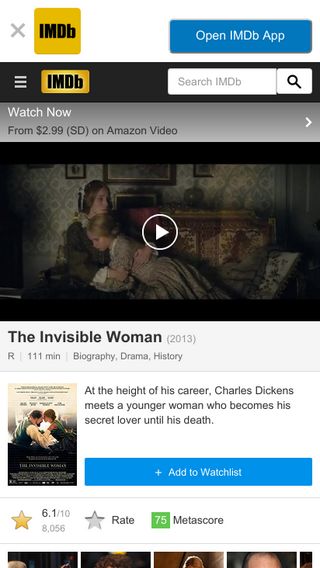 IMDb
Open IMDb App
IMDb
Search IMDb
Watch Now
From $2.99 (SD) on Amazon Video
The Invisible Woman (2013)
R | 111 min | Biography, Drama, History
At the height of his career, Charles Dickens
meets a younger woman who becomes his
secret lover until his death.
THE INVISIBLE WOMAN
+ Add to Watchlist
6.1/10
8,056
Rate
75 Metascore